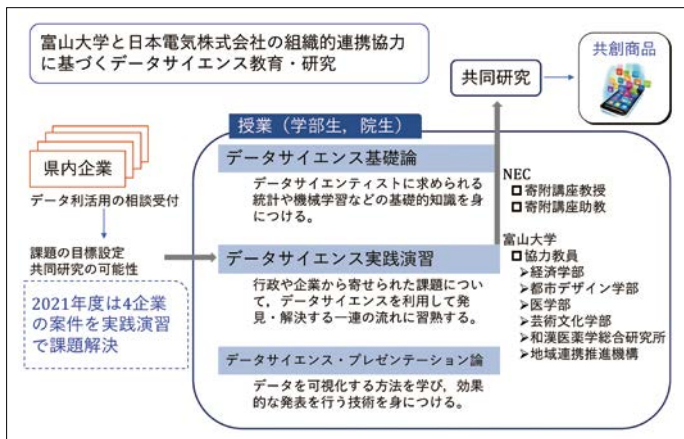 富山大学と日本電気株式会社の組織的連携協力
に基づくデータサイエンス教育・研究
共同研究
共創商品
県内企業
データ利活用の相談受付
課題の目標設定
共同研究の可能性
2021年度は4企業
の案件を実践演習
で課題解決
授業（学部生，院生）
データサイエンス基礎論
データサイエンティストに求められる
統計や機械学習などの基礎的知識を身
につける。
データサイエンス実践演習
行政や企業から寄せられた課題につい
て，データサイエンスを利用して発
見・解決する一連の流れに習熟する。
データサイエンス・プレゼンテーション論
データを可視化する方法を学び，効果
的な発表を行う技術を身につける。
NEC
寄附講座教授
寄附講座助教
富山大学
協力教員
経済学部
都市デザイン学部
医学部
芸術文化学部
和漢医薬学総合研究所
地域連携推進機構